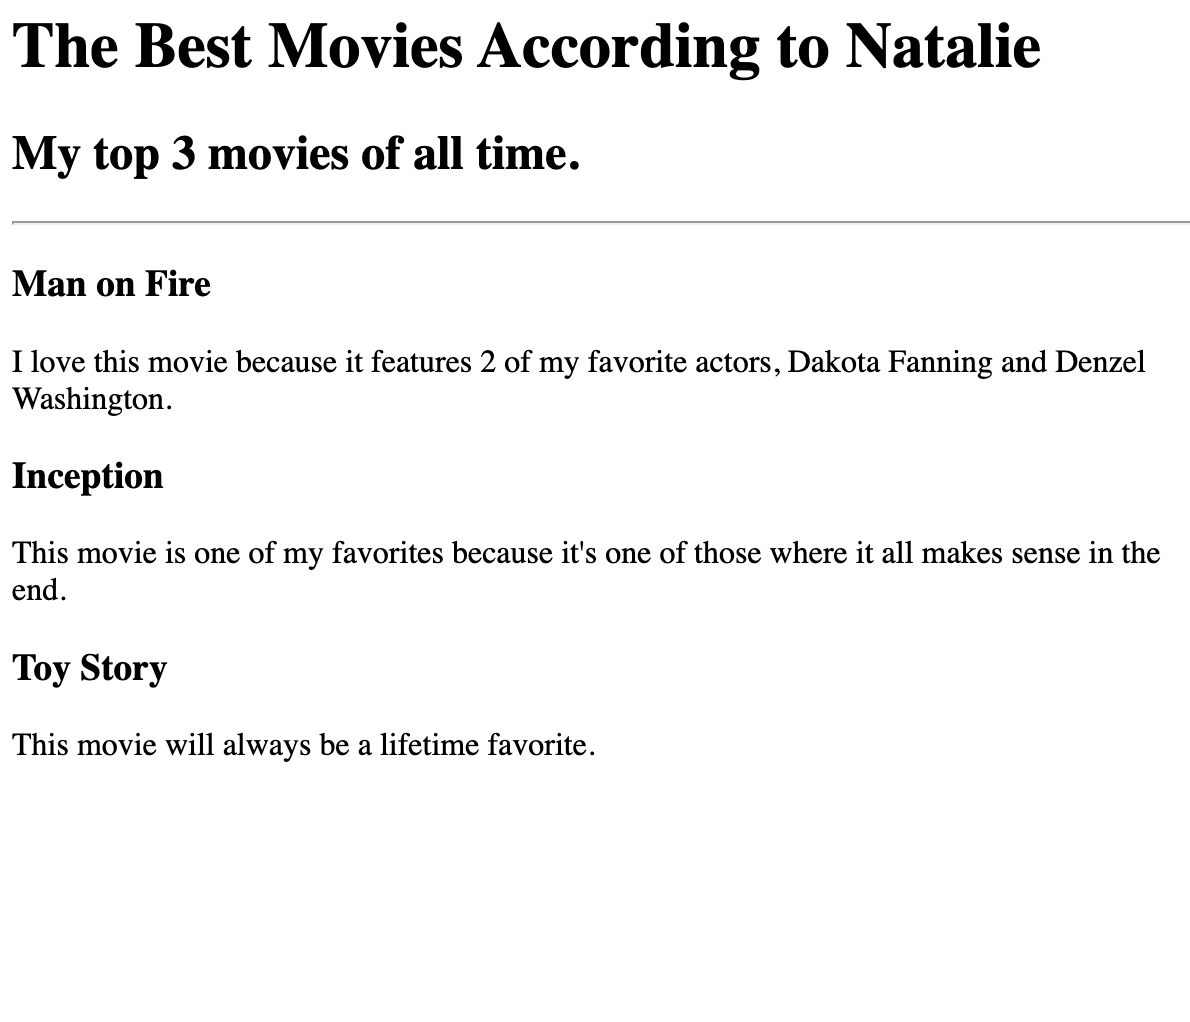 The Best Movies According to Natalie
My top 3 movies of all time.
Man on Fire
I love this movie because it features 2 of my favorite actors, Dakota Fanning and Denzel
Washington.
Inception
This movie is one of my favorites because it's one of those where it all makes sense in the
end.
Toy Story
This movie will always be a lifetime favorite.